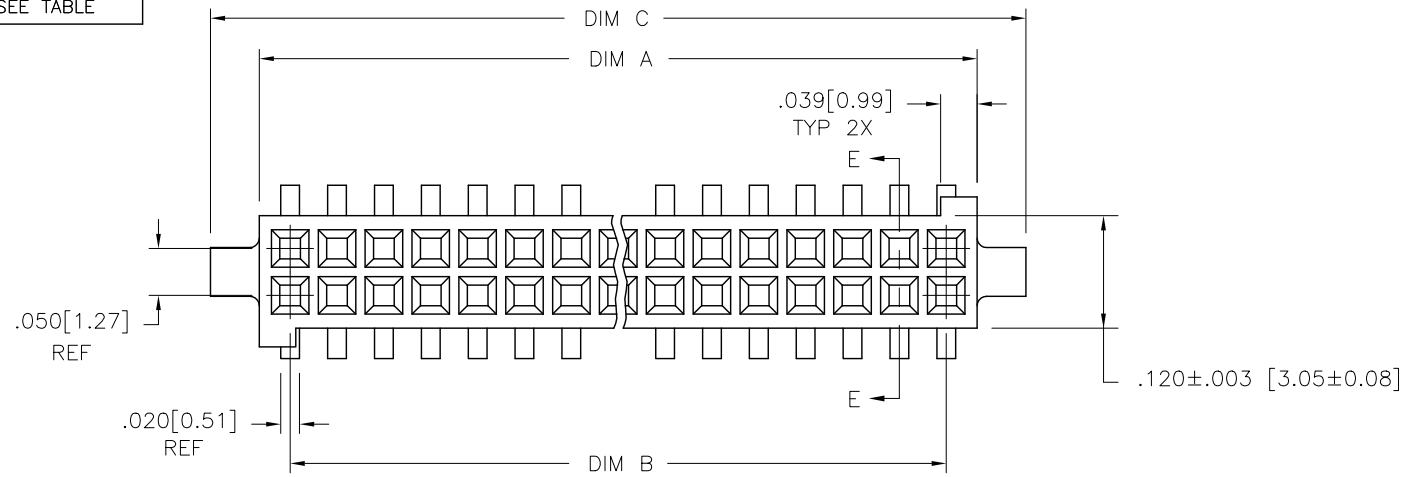 SEE TABLE
DIM C
DIM A
.039[0.99]
TYP 2X
E
.050[1.27]
REF
.120±.003 [3.05±0.08]
E
.020[0.51]
REF
DIM B